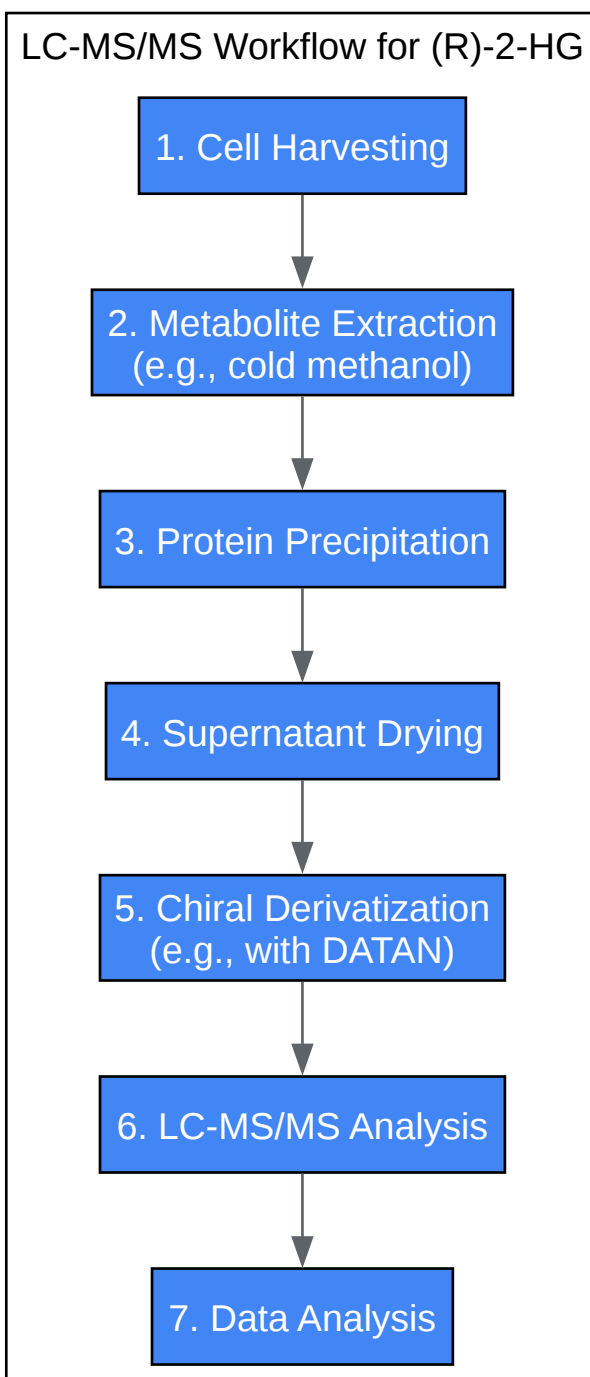 LC-MS/MS Workflow for (R)-2-HG
1. Cell Harvesting
2. Metabolite Extraction
(e.g., cold methanol)
3. Protein Precipitation
4. Supernatant Drying
5. Chiral Derivatization
(e.g., with DATAN)
6. LC-MS/MS Analysis
7. Data Analysis